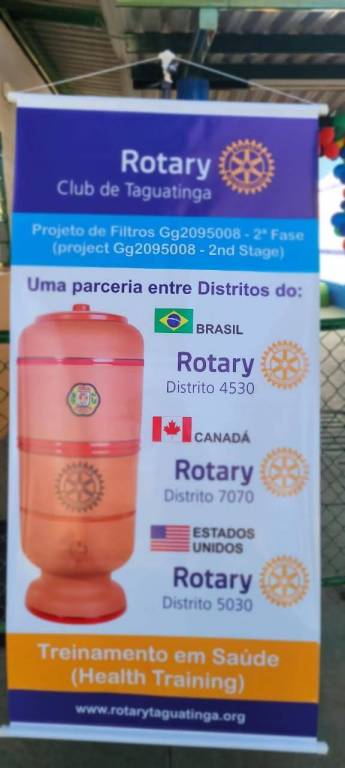 Rotary
Club de Taguatinga
Projeto de Filtros Gg2095008 - 2ª Fase
(project Gg2095008 - 2nd Stage)
Uma parceria entre Distritos do:
BRASIL
Rotary
Distrito 4530
CANADÁ
Rotary
Distrito 7070
ESTADOS
UNIDOS
Rotary
Distrito 5030
Treinamento em Saúde
(Health Training)
www.rotarytaguatinga.org